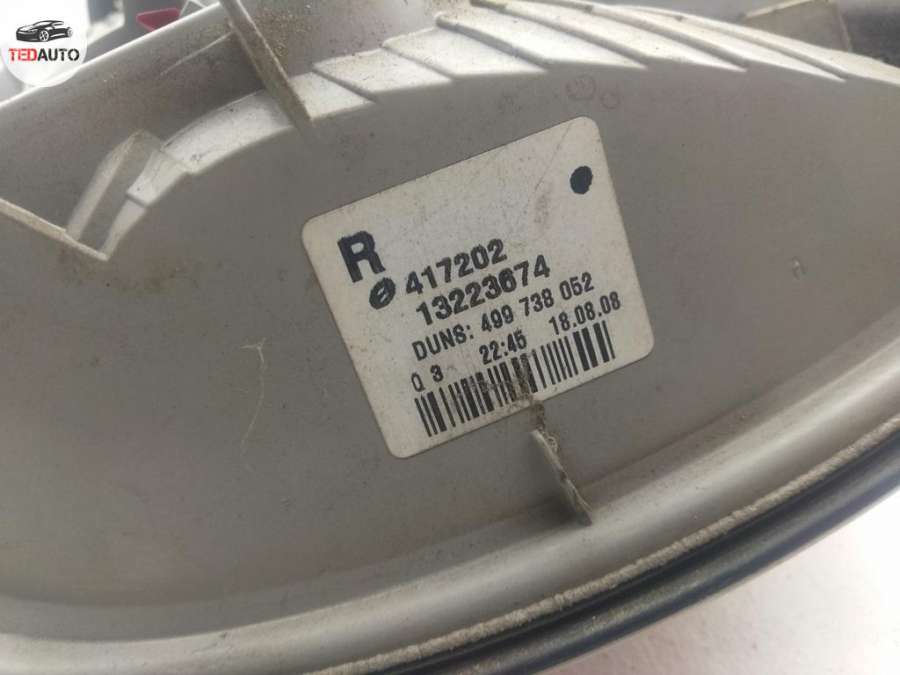 TEDAUTO
R
417202
13223674
DUNS: 499 738 052
Q 3 22:45 18.08.08